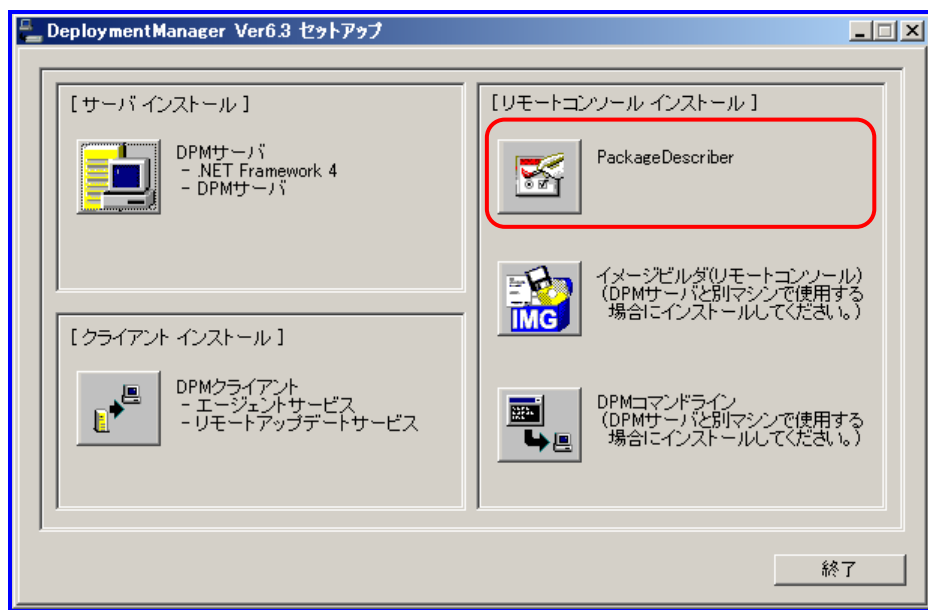 DeploymentManager Ver6.3 セットアップ
[ サーバ インストール ]
DPMサーバ
- .NET Framework 4
- DPMサーバ
[ クライアント インストール ]
DPMクライアント
- エージェントサービス
- リモートアップデートサービス
[リモートコンソール インストール ]
PackageDescriber
イメージビルダ(リモートコンソール)
(DPMサーバと別マシンで使用する
場合にインストールしてください。)
IMG
DPMコマンドライン
(DPMサーバと別マシンで使用する
場合にインストールしてください。)
終了